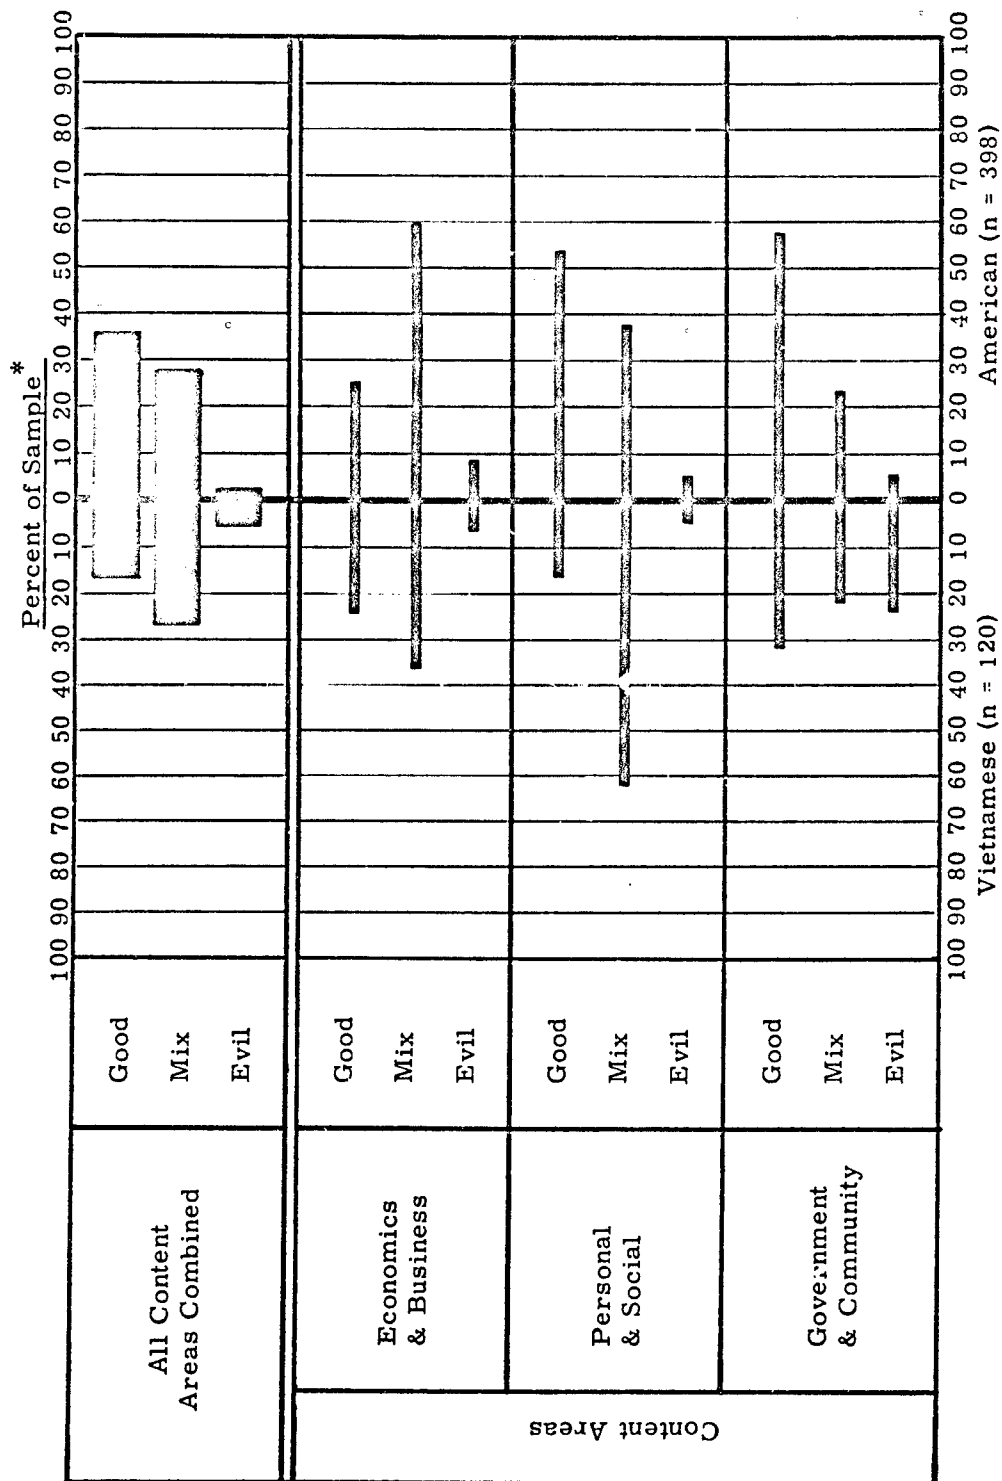 Percent of Sample*
100 90 80 70 60 50 40 30 20 10 0 10 20 30 40 50 60 70 80 90 100
All Content
Areas Combined
Good
Mix
Evil
Content Areas
Economics
& Business
Good
Mix
Evil
Personal
& Social
Good
Mix
Evil
Government
& Community
Good
Mix
Evil
100 90 80 70 60 50 40 30 20 10 0 10 20 30 40 50 60 70 80 90 100
Vietnamese (n = 120)
American (n = 398)